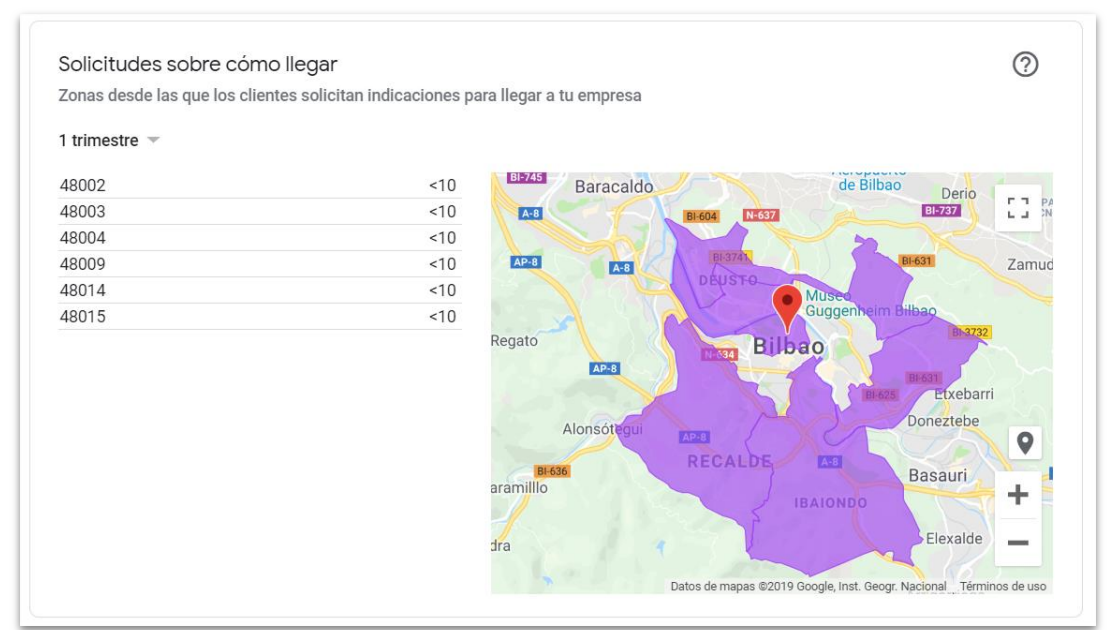 Solicitudes sobre cómo llegar
Zonas desde las que los clientes solicitan indicaciones para llegar a tu empresa
1 trimestre
48002 <10
48003 <10
48004 <10
48009 <10
48014 <10
48015 <10
BI-745
Baracaldo
de Bilbao
Derio
A-8
BI-604
N-637
BI-737
AP-8
A-8
BI-3741
BI-631
Zamud
DEUSTO
Museo
Guggenheim Bilbao
Regato
Bilbao
BI-3732
N-634
AP-8
BI-631
BI-625
Etxebarri
Doneztebe
Alonsótegui
AP-8
RECALDE
A-8
Basauri
BI-636
aramilllo
IBAIONDO
dra
Elexalde
Datos de mapas ©2019 Google, Inst. Geogr. Nacional Términos de uso